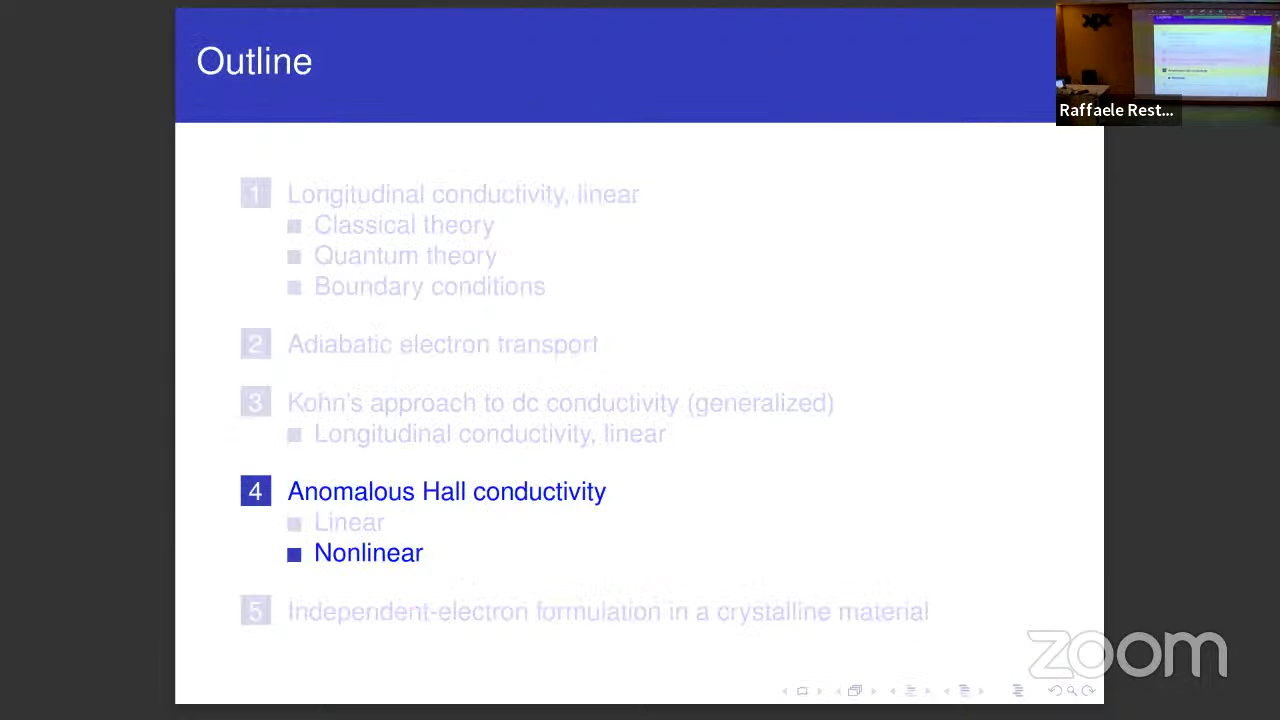 Outline
Raffaele Rest...
1 Longitudinal conductivity, linear
Classical theory
Quantum theory
Boundary conditions
2 Adiabatic electron transport
3 Kohn's approach to dc conductivity (generalized)
Longitudinal conductivity, linear
4 Anomalous Hall conductivity
Linear
Nonlinear
5 Independent-electron formulation in a crystalline material
zoom